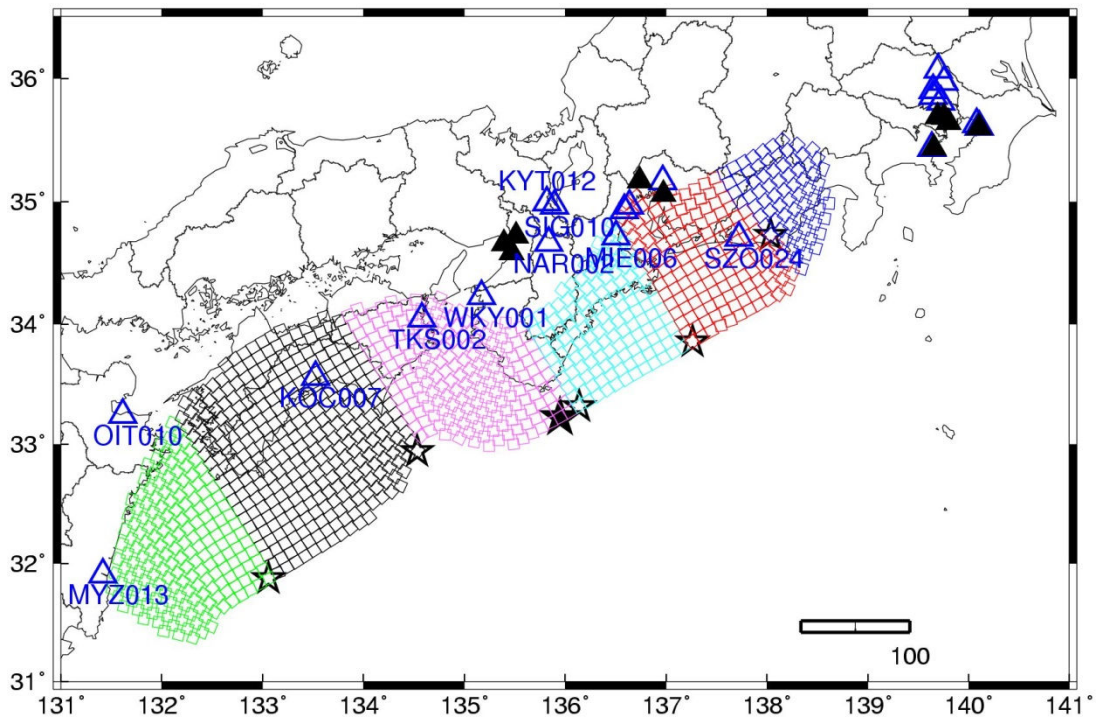 36°
35°
34°
33°
32°
31°
KYT012
SIG010
NAR002
MIE006
SZO024
WKY001
TKS002
KOC007
OIT010
MYZ013
100
131 132 133 134 135 136 137 138 139 140 141°